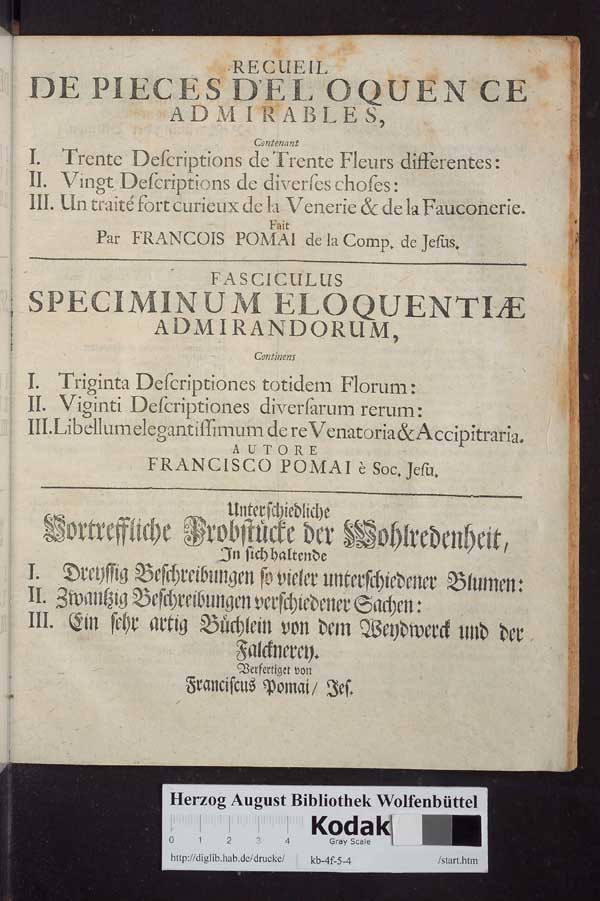 RECUEIL
DE PIECES D'ELOQUENCE
ADMIRABLES,
Contenant
I. Trente Deſcriptions de Trente Fleurs differentes:
II. Vingt Deſcriptions de diverſes choſes:
III. Un traité fort curieux de la Venerie & de la Fauconerie.
Fait
Par FRANCOIS POMAI de la Comp. de Jeſus.
FASCICULUS
SPECIMINUM ELOQUENTIÆ
ADMIRANDORUM,
Continens
I. Triginta Deſcriptiones totidem Florum:
II. Viginti Deſcriptiones diverſarum rerum:
III. Libellum elegantiſſimum de re Venatoria & Accipitraria.
AUTORE
FRANCISCO POMAI è Soc. Jeſu.
Unterſchiedliche
Vortreffliche Probſtücke der Wohlredenheit,
In ſich haltende
I. Dreyſſig Beſchreibungen ſo vieler unterſchiedener Blumen:
II. Zwantzig Beſchreibungen verſchiedener Sachen:
III. Ein ſehr artig Büchlein von dem Weydwerck und der
Falcknerey.
Verfertiget von
Franciſcus Pomai/ Jeſ.
Herzog August Bibliothek Wolfenbüttel
0 1 2 3 4
Kodak
Gray Scale
http://diglib.hab.de/drucke/ kb-4f-5-4 /start.htm